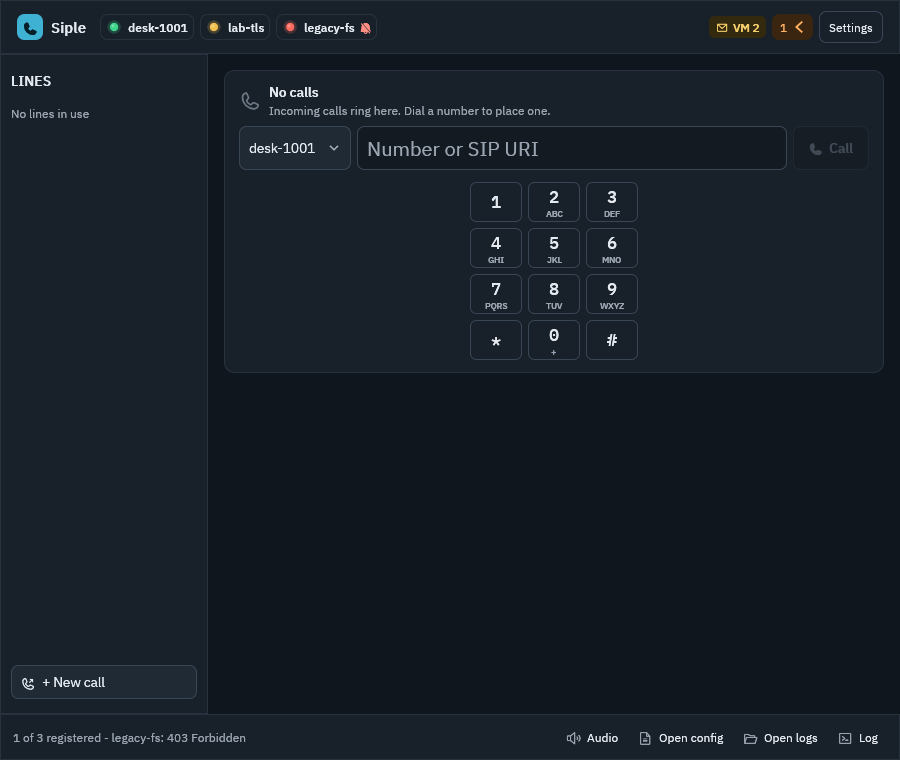 Siple
desk-1001
lab-tls
legacy-fs
VM 2
1
Settings
LINES
No lines in use
No calls
Incoming calls ring here. Dial a number to place one.
desk-1001
Number or SIP URI
Call
1
2
ABC
3
DEF
4
GHI
5
JKL
6
MNO
7
PQRS
8
TUV
9
WXYZ
*
0
+
#
+ New call
1 of 3 registered - legacy-fs: 403 Forbidden
Audio
Open config
Open logs
Log